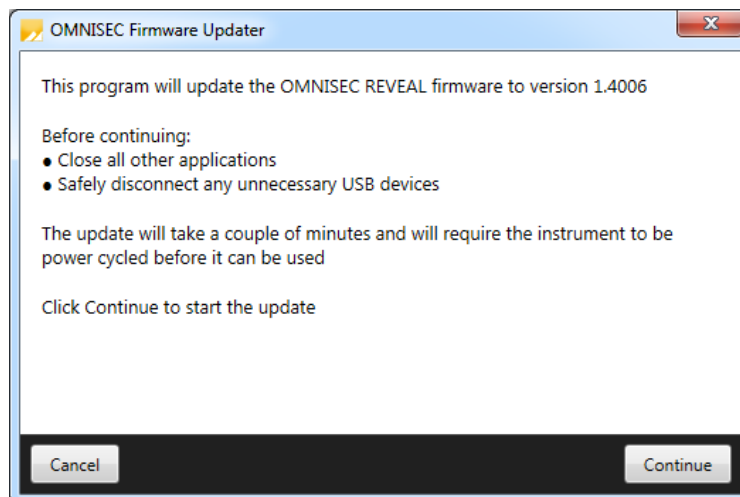 OMNISEC Firmware Updater
This program will update the OMNISEC REVEAL firmware to version 1.4006
Before continuing:
● Close all other applications
● Safely disconnect any unnecessary USB devices
The update will take a couple of minutes and will require the instrument to be
power cycled before it can be used
Click Continue to start the update
Cancel
Continue